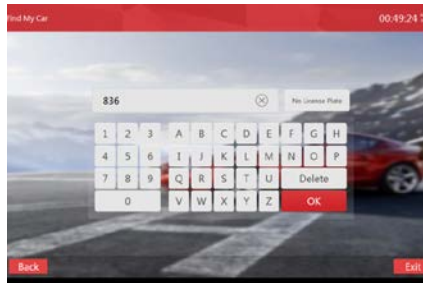 Find My Car 00:49:24
836 No License Plate
1 2 3 A B C D E F G H
4 5 6 I J K L M N O P
7 8 9 Q R S T U Delete
0 V W X Y Z OK
Back Exit